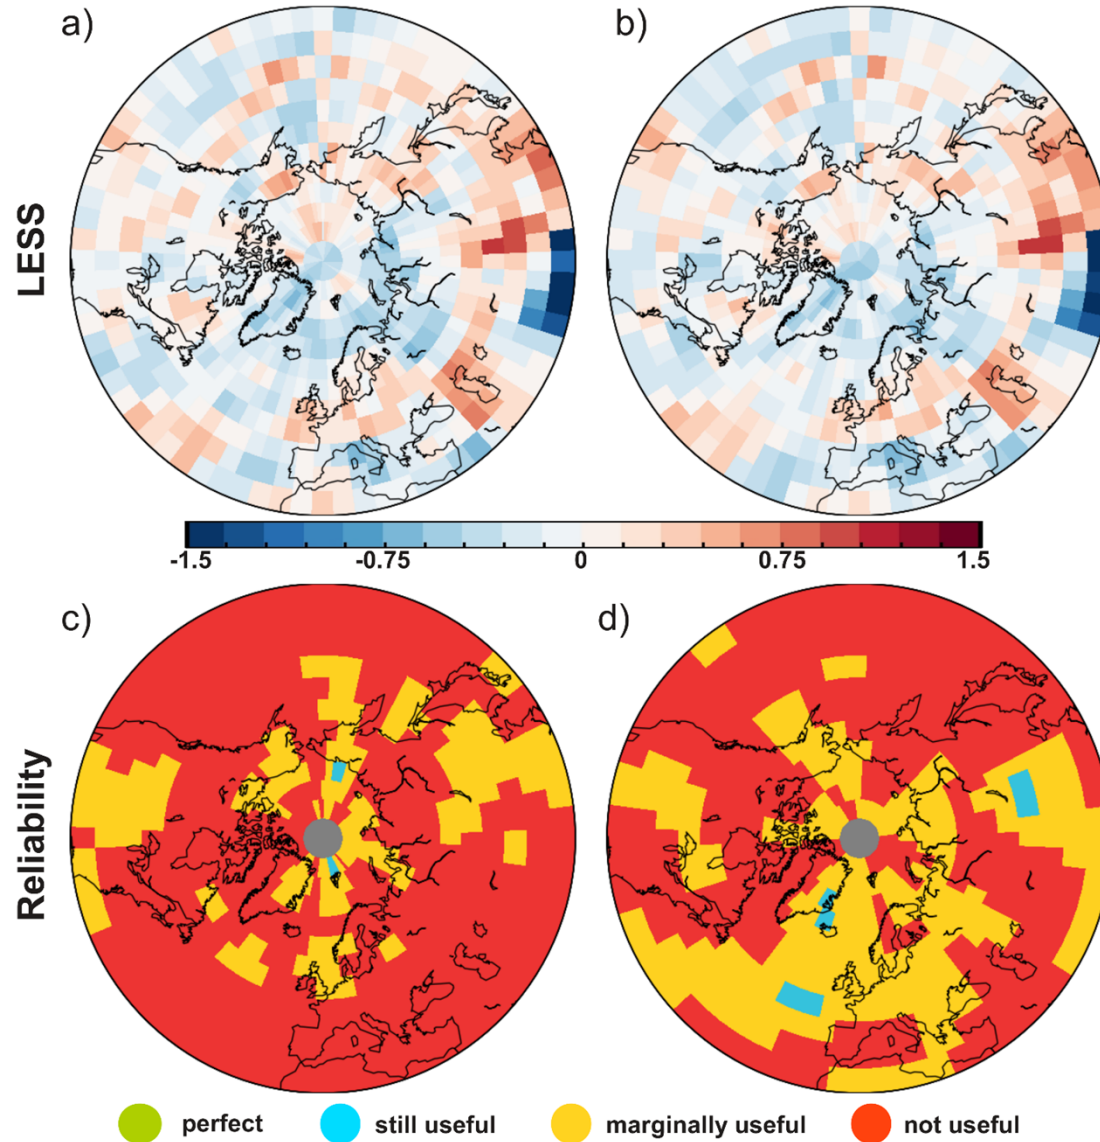 a)
b)
LESS
-1.5 -0.75 0 0.75 1.5
c)
d)
Reliability
perfect still useful marginally useful not useful